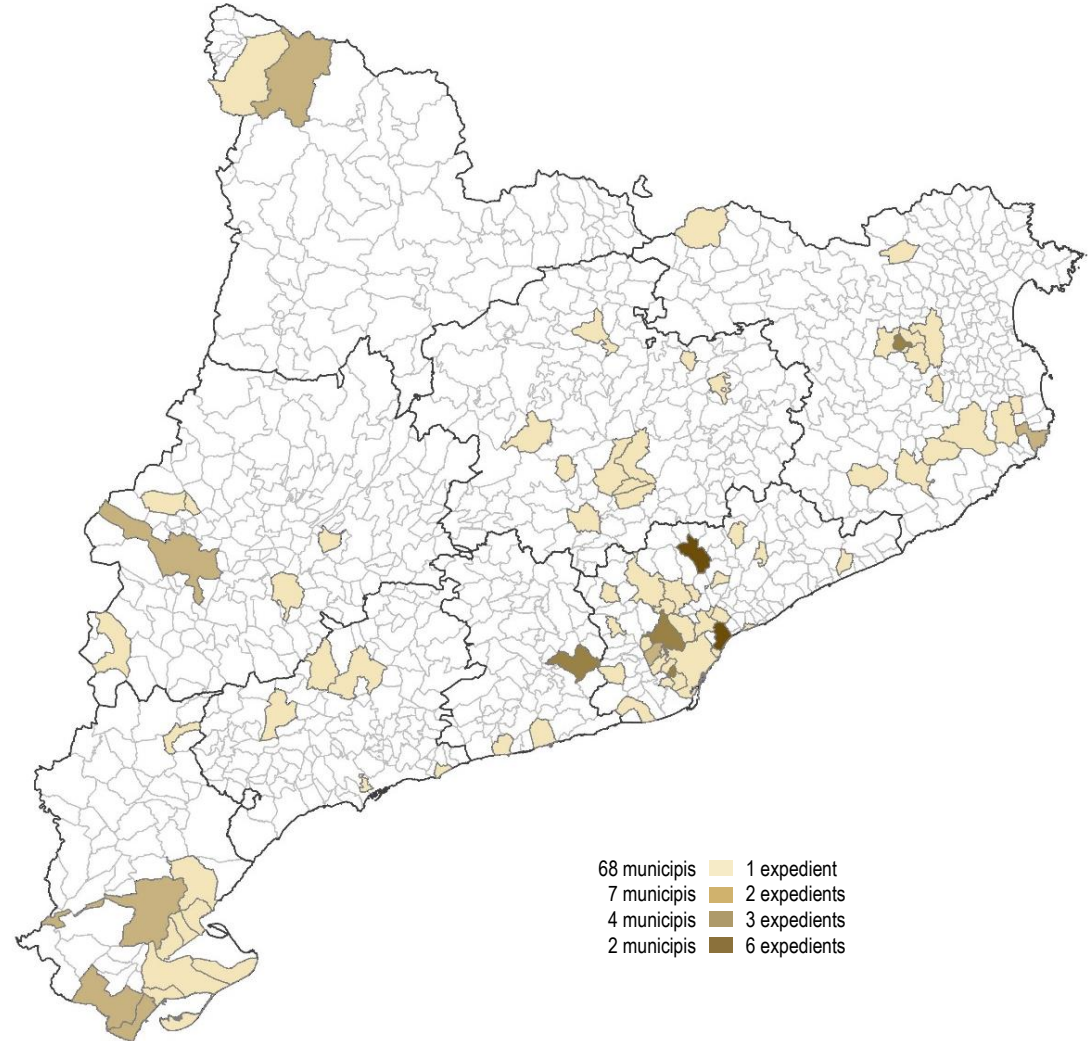 68 municipis 1 expedient
7 municipis 2 expedients
4 municipis 3 expedients
2 municipis 6 expedients